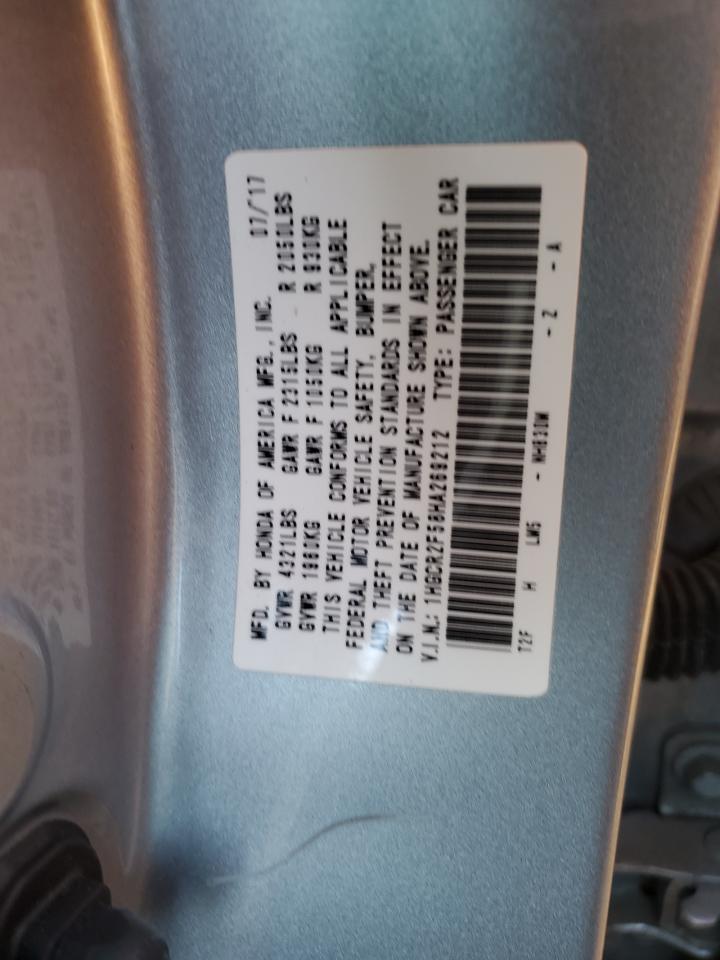 MFD. BY HONDA OF AMERICA MFG., INC. 07/'17
GVWR 4321LBS GAWR F 2315LBS R 2050LBS
GVWR 1960KG GAWR F 1050KG R 930KG
THIS VEHICLE CONFORMS TO ALL APPLICABLE
FEDERAL MOTOR VEHICLE SAFETY, BUMPER,
AND THEFT PREVENTION STANDARDS IN EFFECT
ON THE DATE OF MANUFACTURE SHOWN ABOVE.
V.I.N.: 1HGCR2F58HA269212 TYPE: PASSENGER CAR
T2F H LW5 - NH830M - Z - A